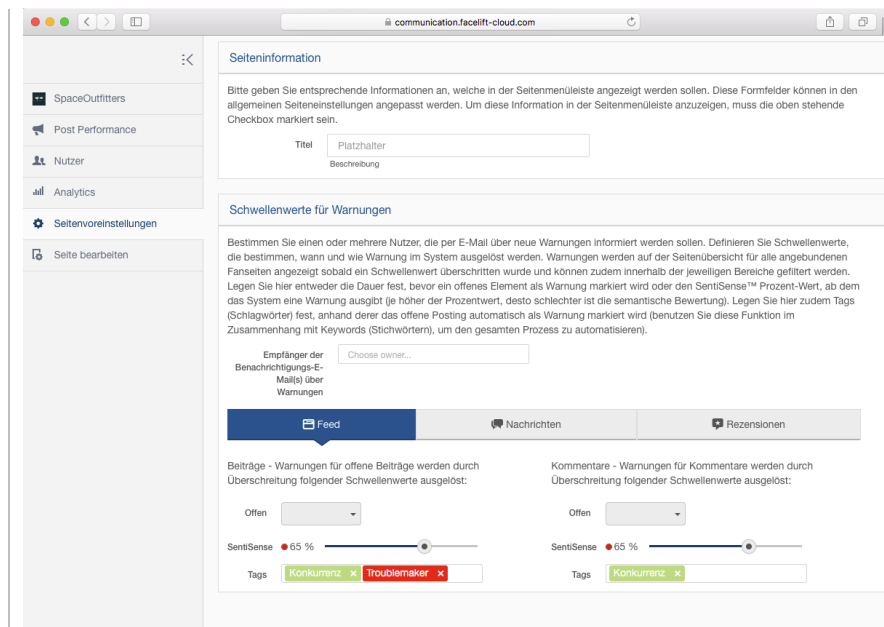 communication.facelift-cloud.com
SpaceOutfitters
Post Performance
Nutzer
Analytics
Seitenvoreinstellungen
Seite bearbeiten
Seiteninformation
Bitte geben Sie entsprechende Informationen an, welche in der Seitenmenüleiste angezeigt werden sollen. Diese Formfelder können in den
allgemeinen Seiteneinstellungen angepasst werden. Um diese Information in der Seitenmenüleiste anzuzeigen, muss die oben stehende
Checkbox markiert sein.
Titel
Platzhalter
Beschreibung
Schwellenwerte für Warnungen
Bestimmen Sie einen oder mehrere Nutzer, die per E-Mail über neue Warnungen informiert werden sollen. Definieren Sie Schwellenwerte,
die bestimmen, wann und wie Warnung im System ausgelöst werden. Warnungen werden auf der Seitenübersicht für alle angebundenen
Fanseiten angezeigt sobald ein Schwellenwert überschritten wurde und können zudem innerhalb der jeweiligen Bereiche gefiltert werden.
Legen Sie hier entweder die Dauer fest, bevor ein offenes Element als Warnung markiert wird oder den SentiSense™ Prozent-Wert, ab dem
das System eine Warnung ausgibt (je höher der Prozentwert, desto schlechter ist die semantische Bewertung). Legen Sie hier zudem Tags
(Schlagwörter) fest, anhand derer das offene Posting automatisch als Warnung markiert wird (benutzen Sie diese Funktion im
Zusammenhang mit Keywords (Stichwörtern), um den gesamten Prozess zu automatisieren).
Empfänger der
Benachrichtigungs-E-
Mail(s) über
Warnungen
Choose owner...
Feed
Nachrichten
Rezensionen
Beiträge - Warnungen für offene Beiträge werden durch
Überschreitung folgender Schwellenwerte ausgelöst:
Offen
SentiSense 65 %
Tags Konkurrenz × Troublemaker ×
Kommentare - Warnungen für Kommentare werden durch
Überschreitung folgender Schwellenwerte ausgelöst:
Offen
SentiSense 65 %
Tags Konkurrenz ×